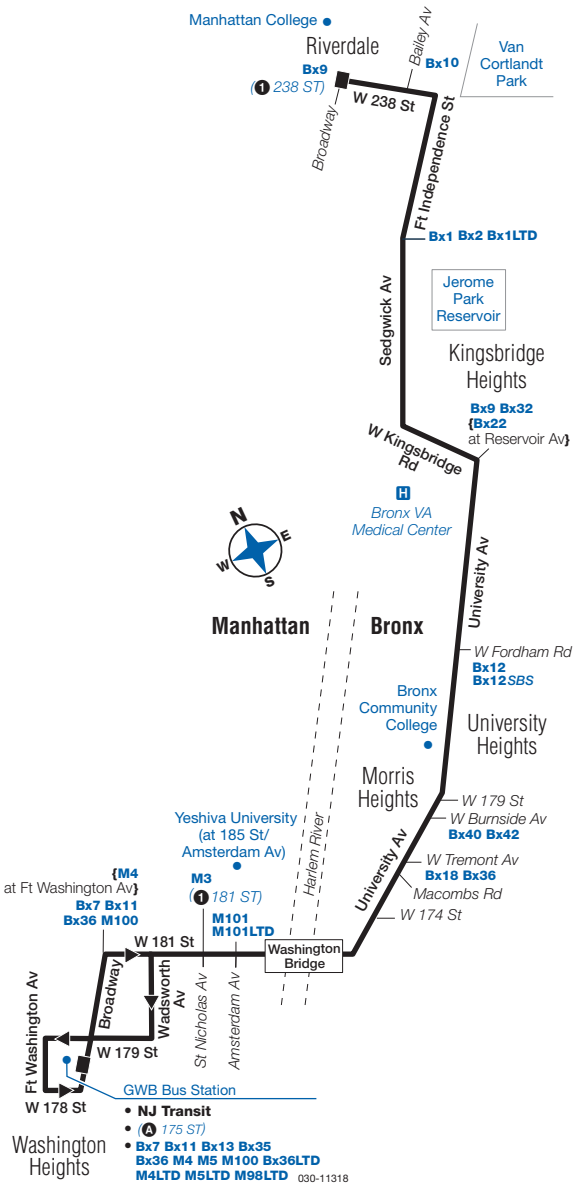 Manhattan College
Riverdale
Bailey Av
Bx10
Van
Cortlandt
Park
Bx9
(1 238 ST)
W 238 St
Broadway
Ft Independence St
Bx1 Bx2 Bx1LTD
Sedgwick Av
Jerome
Park
Reservoir
Kingsbridge
Heights
Bx9 Bx32
{Bx22
at Reservoir Av}
W Kingsbridge
Rd
H
Bronx VA
Medical Center
N
E
W
S
University Av
Manhattan
Bronx
W Fordham Rd
Bx12
Bx12SBS
Bronx
Community
College
University
Heights
Morris
Heights
W 179 St
W Burnside Av
Bx40 Bx42
Yeshiva University
(at 185 St/
Amsterdam Av)
Harlem River
University Av
W Tremont Av
Bx18 Bx36
Macombs Rd
W 174 St
{M4
at Ft Washington Av}
Bx7 Bx11
Bx36 M100
M3
(1 181 ST)
M101
M101LTD
W 181 St
Washington
Bridge
Broadway
Wadsworth
Av
St Nicholas Av
Amsterdam Av
Ft Washington Av
W 179 St
W 178 St
GWB Bus Station
• NJ Transit
• (A 175 ST)
• Bx7 Bx11 Bx13 Bx35
Bx36 M4 M5 M100 Bx36LTD
M4LTD M5LTD M98LTD
030-11318
Washington
Heights